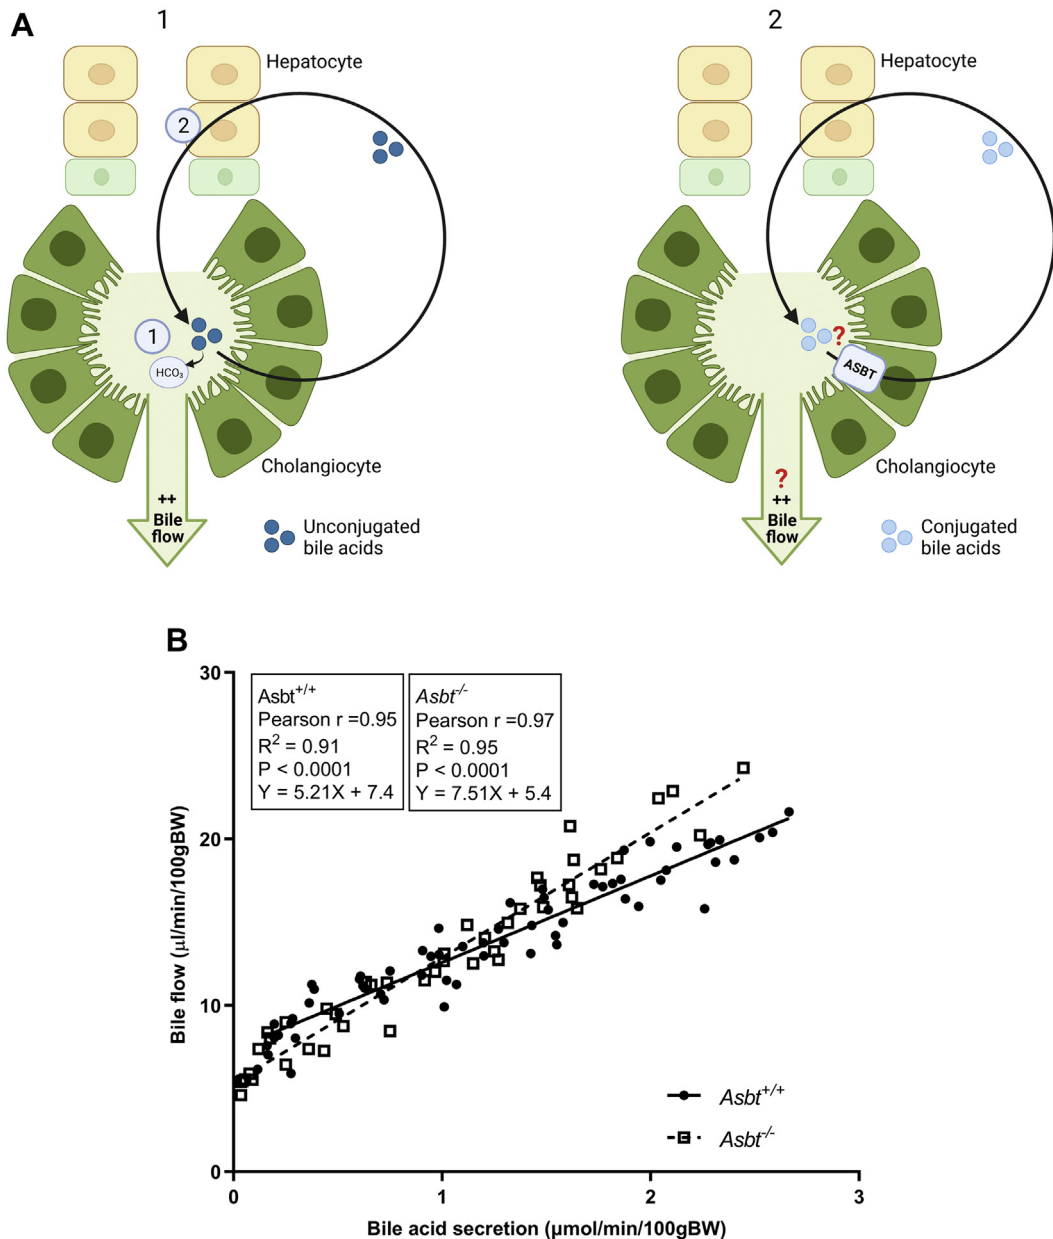 A
1
2
Hepatocyte
2
1
HCO₃
Cholangiocyte
++
Bile
flow
Unconjugated
bile acids
Hepatocyte
?
ASBT
Cholangiocyte
?
++
Bile
flow
Conjugated
bile acids
B
Bile flow (µl/min/100gBW)
30
20
10
0
Asbt+/+
Pearson r =0.95
R² = 0.91
P < 0.0001
Y = 5.21X + 7.4
Asbt-/-
Pearson r =0.97
R² = 0.95
P < 0.0001
Y = 7.51X + 5.4
Asbt+/+
Asbt-/-
0
1
2
3
Bile acid secretion (µmol/min/100gBW)